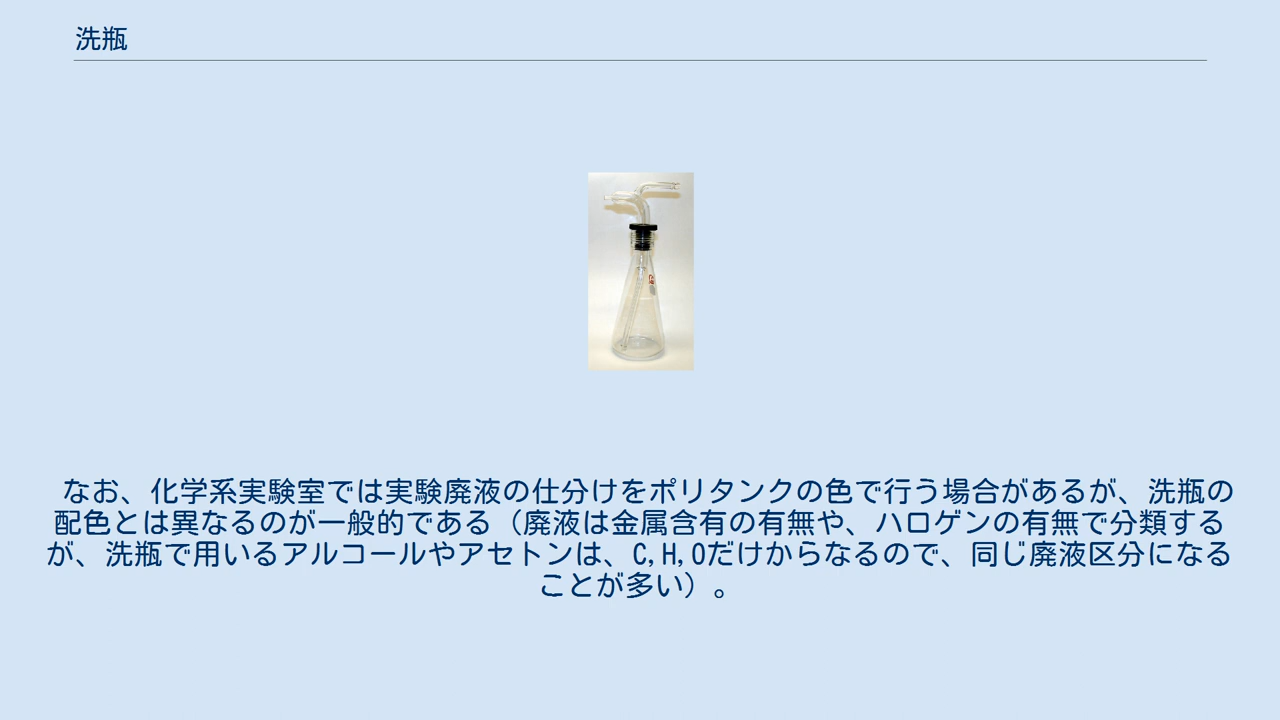 洗瓶
なお、化学系実験室では実験廃液の仕分けをポリタンクの色で行う場合があるが、洗瓶の
配色とは異なるのが一般的である（廃液は金属含有の有無や、ハロゲンの有無で分類する
が、洗瓶で用いるアルコールやアセトンは、C,H,Oだけからなるので、同じ廃液区分になる
ことが多い）。